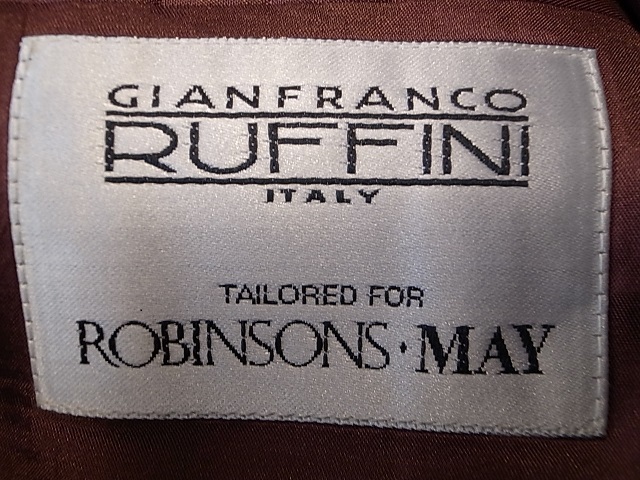 GIANFRANCO
RUFFINI
ITALY
TAILORED FOR
ROBINSONS · MAY